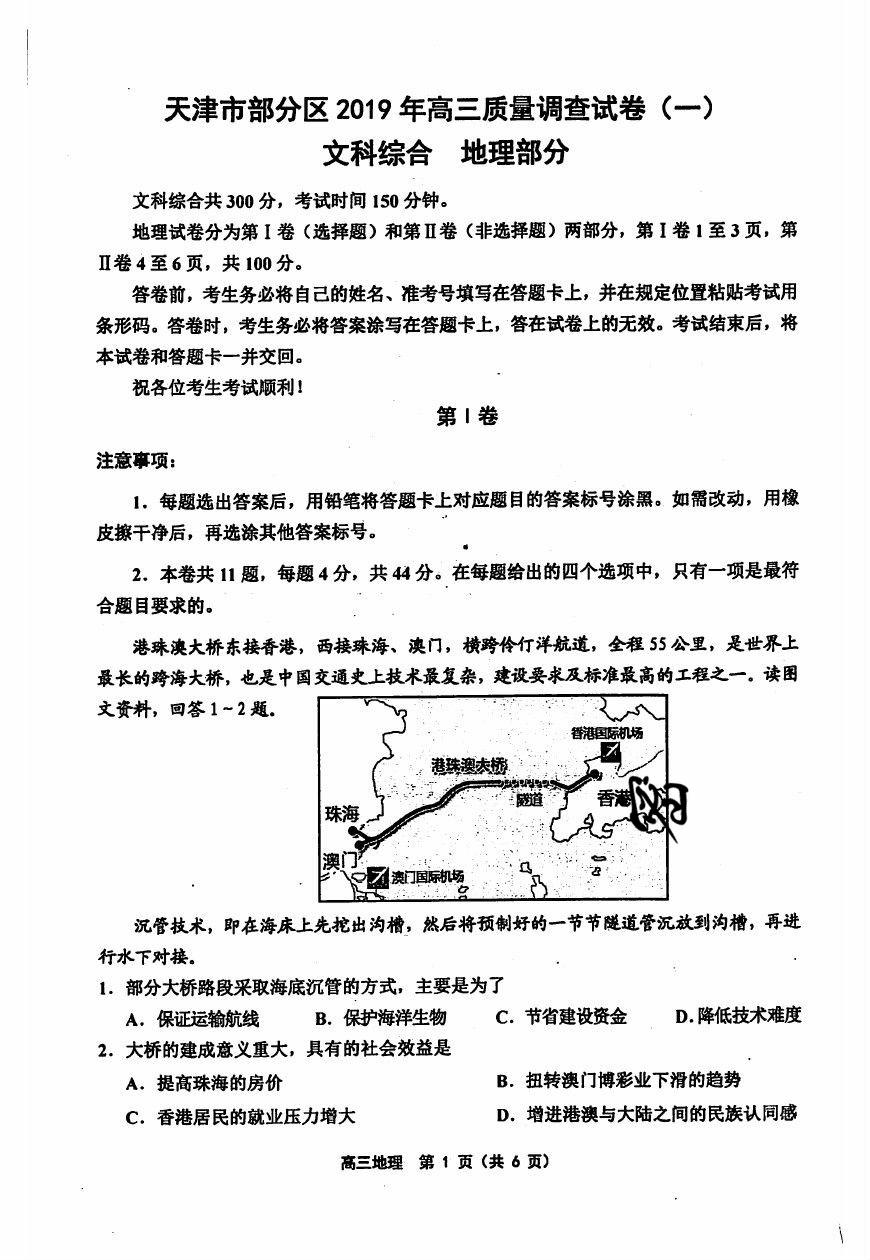 天津市部分区 2019 年高三质量调查试卷（一）
文科综合 地理部分
文科综合共 300 分，考试时间 150 分钟。
地理试卷分为第Ⅰ卷（选择题）和第Ⅱ卷（非选择题）两部分，第Ⅰ卷 1 至 3 页，第
Ⅱ卷 4 至 6 页，共 100 分。
答卷前，考生务必将自己的姓名、准考号填写在答题卡上，并在规定位置粘贴考试用
条形码。答卷时，考生务必将答案涂写在答题卡上，答在试卷上的无效。考试结束后，将
本试卷和答题卡一并交回。
祝各位考生考试顺利！
第Ⅰ卷
注意事项：
1．每题选出答案后，用铅笔将答题卡上对应题目的答案标号涂黑。如需改动，用橡
皮擦干净后，再选涂其他答案标号。
2．本卷共 11 题，每题 4 分，共 44 分。在每题给出的四个选项中，只有一项是最符
合题目要求的。
港珠澳大桥东接香港，西接珠海、澳门，横跨伶仃洋航道，全程 55 公里，是世界上
最长的跨海大桥，也是中国交通史上技术最复杂，建设要求及标准最高的工程之一。读图
文资料，回答 1～2 题。
香港国际机场
港珠澳大桥
隧道
香港
珠海
澳门
澳门国际机场
沉管技术，即在海床上先挖出沟槽，然后将预制好的一节节隧道管沉放到沟槽，再进
行水下对接。
1．部分大桥路段采取海底沉管的方式，主要是为了
A．保证运输航线 B．保护海洋生物 C．节省建设资金 D．降低技术难度
2．大桥的建成意义重大，具有的社会效益是
A．提高珠海的房价 B．扭转澳门博彩业下滑的趋势
C．香港居民的就业压力增大 D．增进港澳与大陆之间的民族认同感
高三地理 第 1 页（共 6 页）